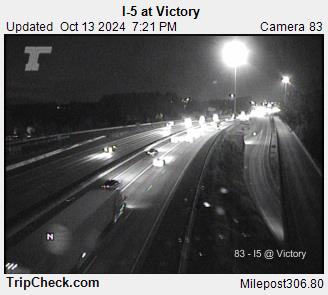 I-5 at Victory
Updated Oct 13 2024 7:21 PM Camera 83
T
N
83 - I5 @ Victory
TripCheck.com Milepost306.80